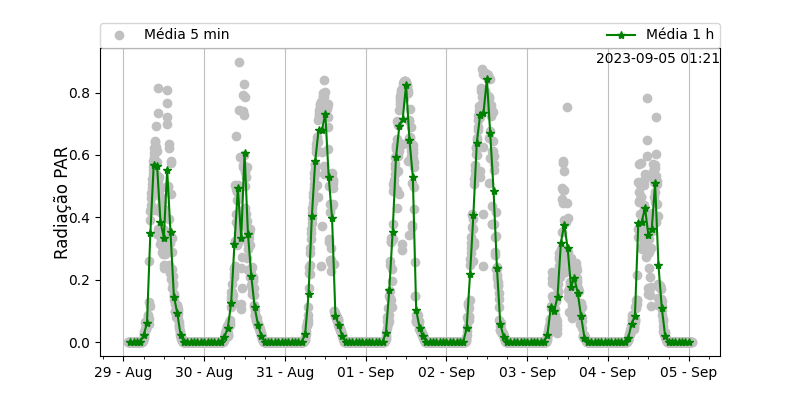 Média 5 min
Média 1 h
2023-09-05 01:21
Radiação PAR
0.8
0.6
0.4
0.2
0.0
29 - Aug
30 - Aug
31 - Aug
01 - Sep
02 - Sep
03 - Sep
04 - Sep
05 - Sep